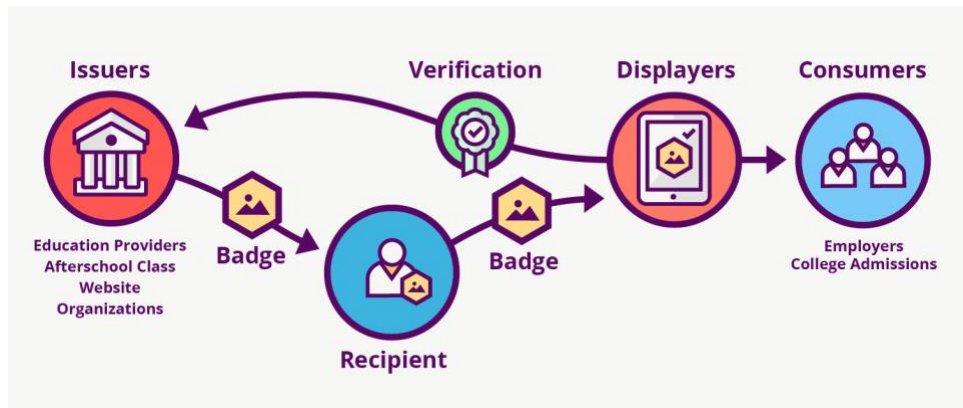 Issuers
Verification
Displayers
Consumers
Education Providers
Afterschool Class
Website
Organizations
Badge
Badge
Employers
College Admissions
Recipient